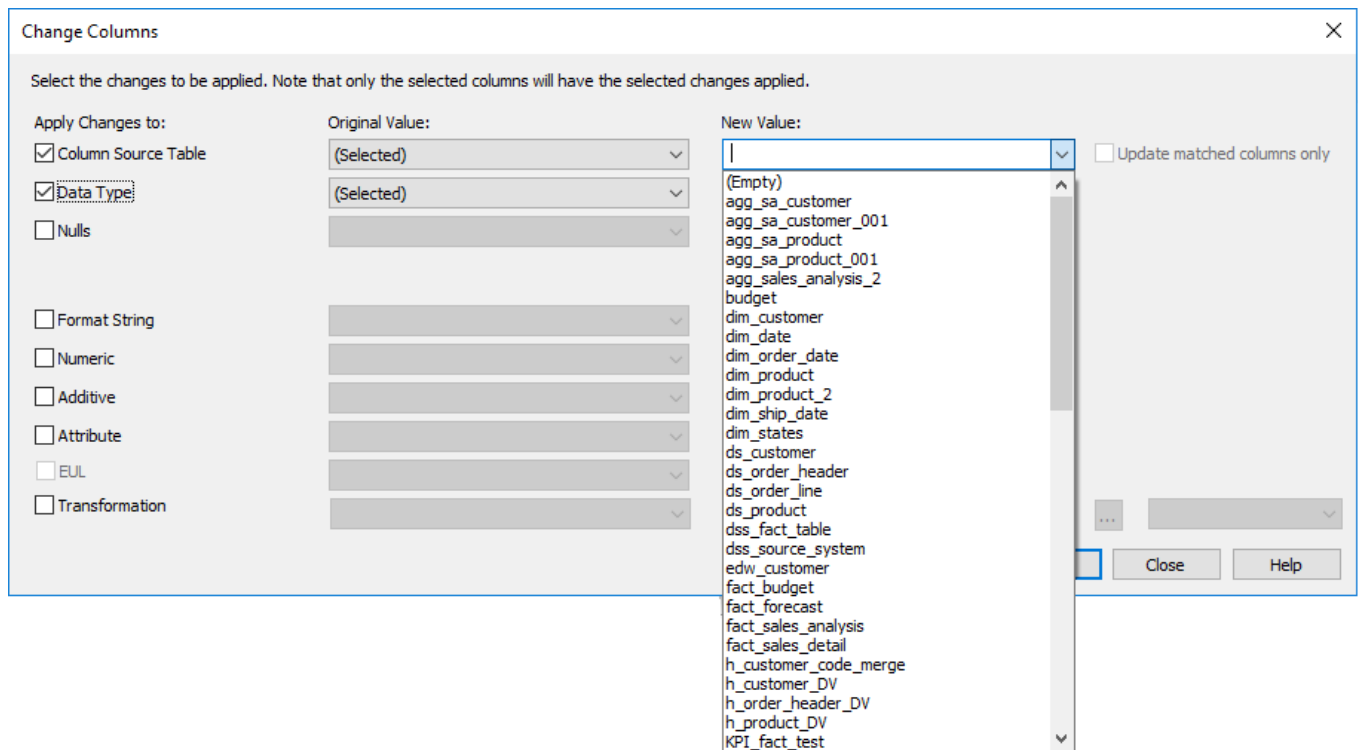 Change Columns
Select the changes to be applied. Note that only the selected columns will have the selected changes applied.
Apply Changes to: Original Value: New Value:
Column Source Table (Selected) Update matched columns only
Data Type (Selected)
Nulls
Format String
Numeric
Additive
Attribute
EUL
Transformation
...
Close Help
(Empty)
agg_sa_customer
agg_sa_customer_001
agg_sa_product
agg_sa_product_001
agg_sales_analysis_2
budget
dim_customer
dim_date
dim_order_date
dim_product
dim_product_2
dim_ship_date
dim_states
ds_customer
ds_order_header
ds_order_line
ds_product
dss_fact_table
dss_source_system
edw_customer
fact_budget
fact_forecast
fact_sales_analysis
fact_sales_detail
h_customer_code_merge
h_customer_DV
h_order_header_DV
h_product_DV
KPI_fact_test